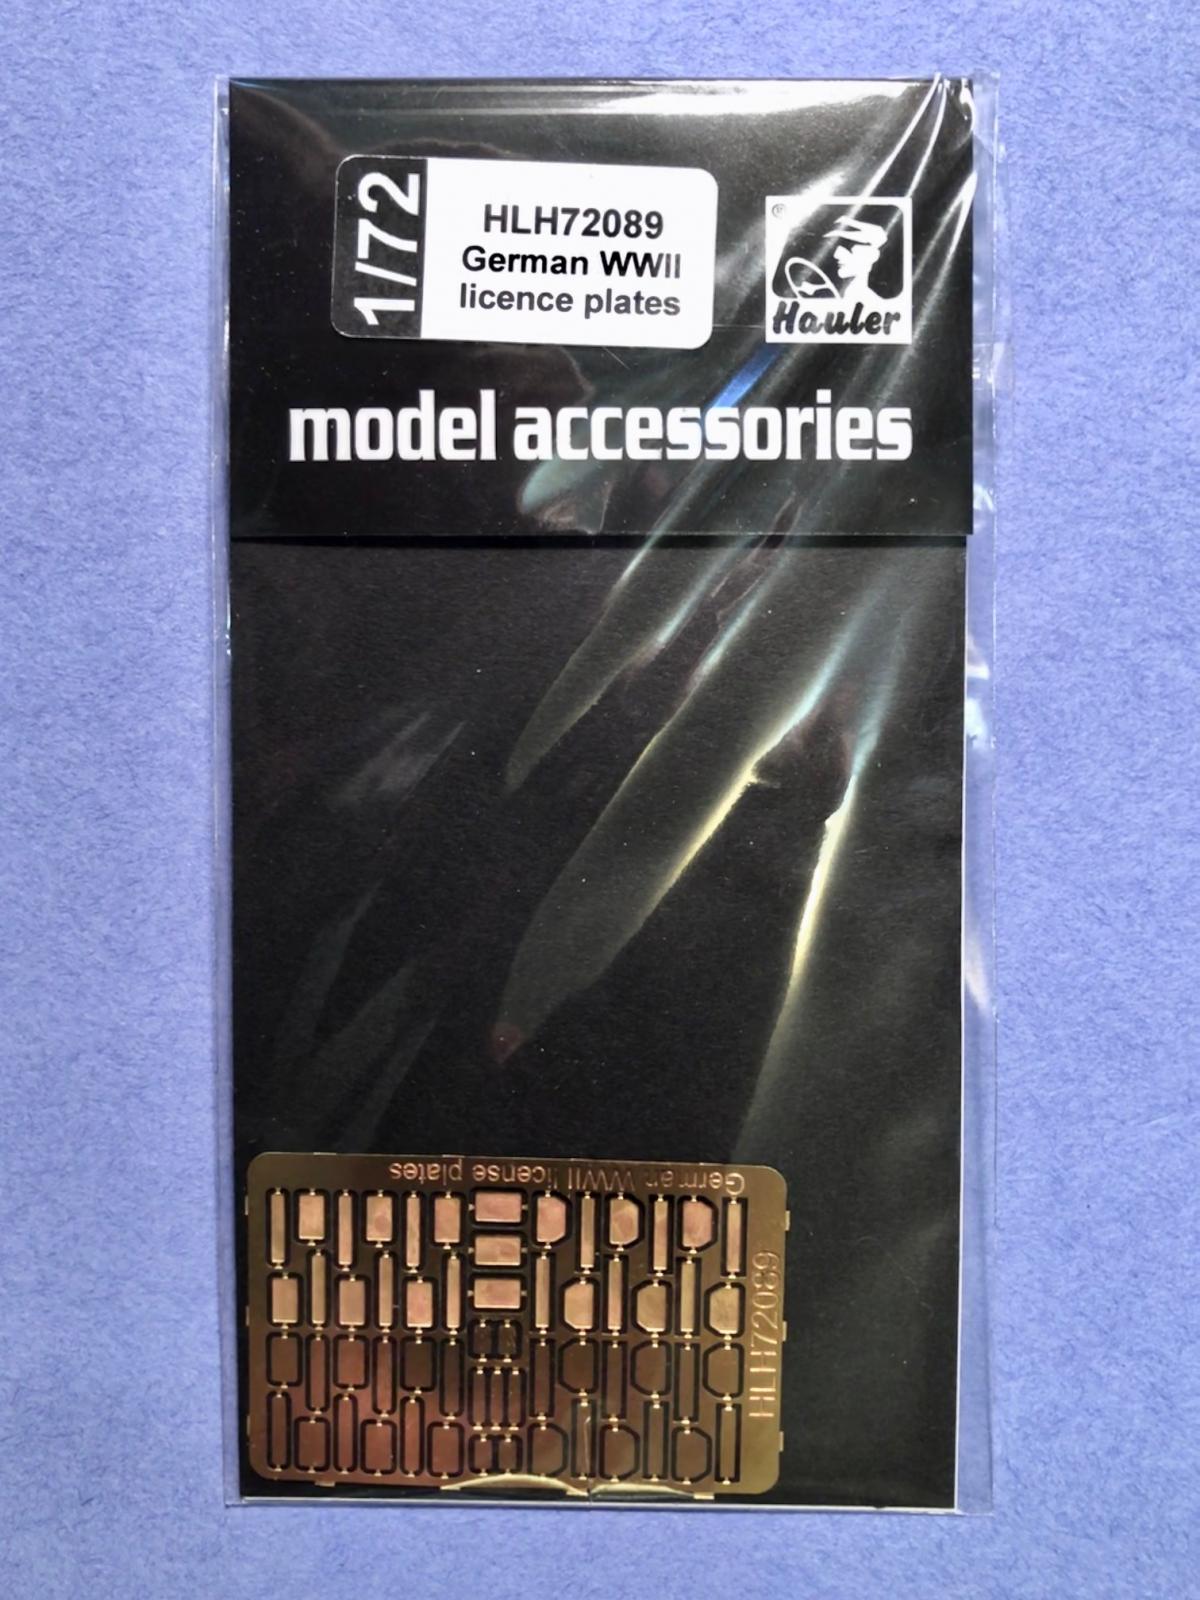 1/72
HLH72089
German WWII
licence plates
®
Hauler
model accessories
German WWII license plates
HLH72089